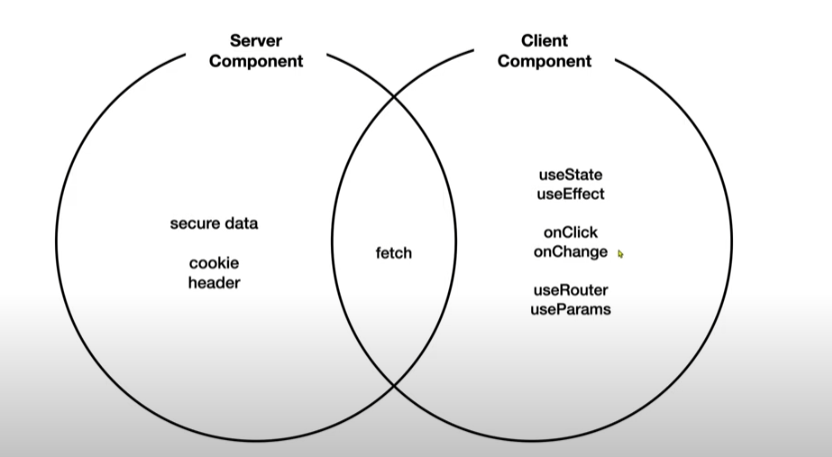 Server
Component
Client
Component
secure data
cookie
header
fetch
useState
useEffect
onClick
onChange
useRouter
useParams